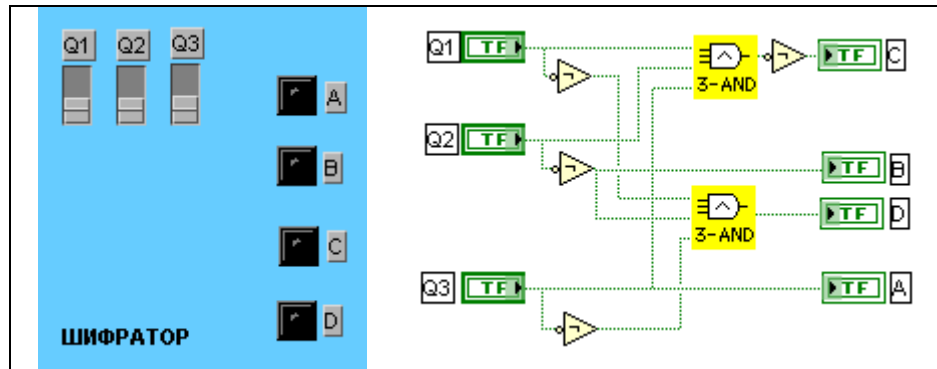 Q1 Q2 Q3
A
B
C
D
ШИФРАТОР
Q1 TF
3-AND
TF C
Q2 TF
TF B
3-AND
TF D
Q3 TF
TF A